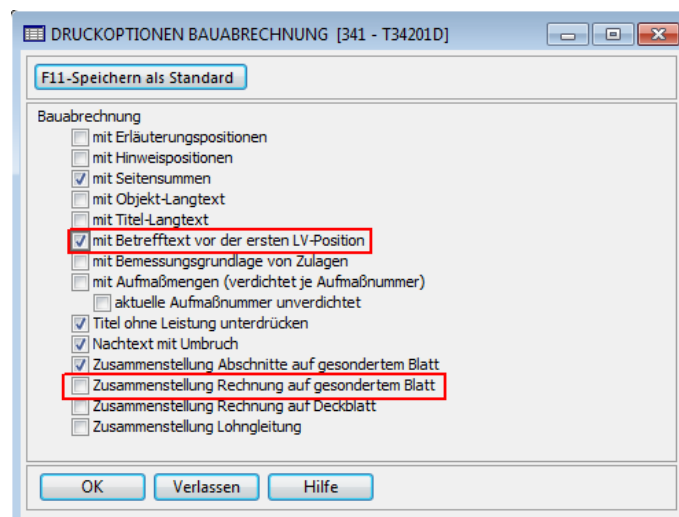 DRUCKOPTIONEN BAUABRECHNUNG [341 - T34201D]
F11-Speichern als Standard
Bauabrechnung
mit Erläuterungspositionen
mit Hinweispositionen
mit Seitensummen
mit Objekt-Langtext
mit Titel-Langtext
mit Betrefftext vor der ersten LV-Position
mit Bemessungsgrundlage von Zulagen
mit Aufmaßmengen (verdichtet je Aufmaßnummer)
aktuelle Aufmaßnummer unverdichtet
Titel ohne Leistung unterdrücken
Nachtext mit Umbruch
Zusammenstellung Abschnitte auf gesondertem Blatt
Zusammenstellung Rechnung auf gesondertem Blatt
Zusammenstellung Rechnung auf Deckblatt
Zusammenstellung Lohngleitung
OK Verlassen Hilfe